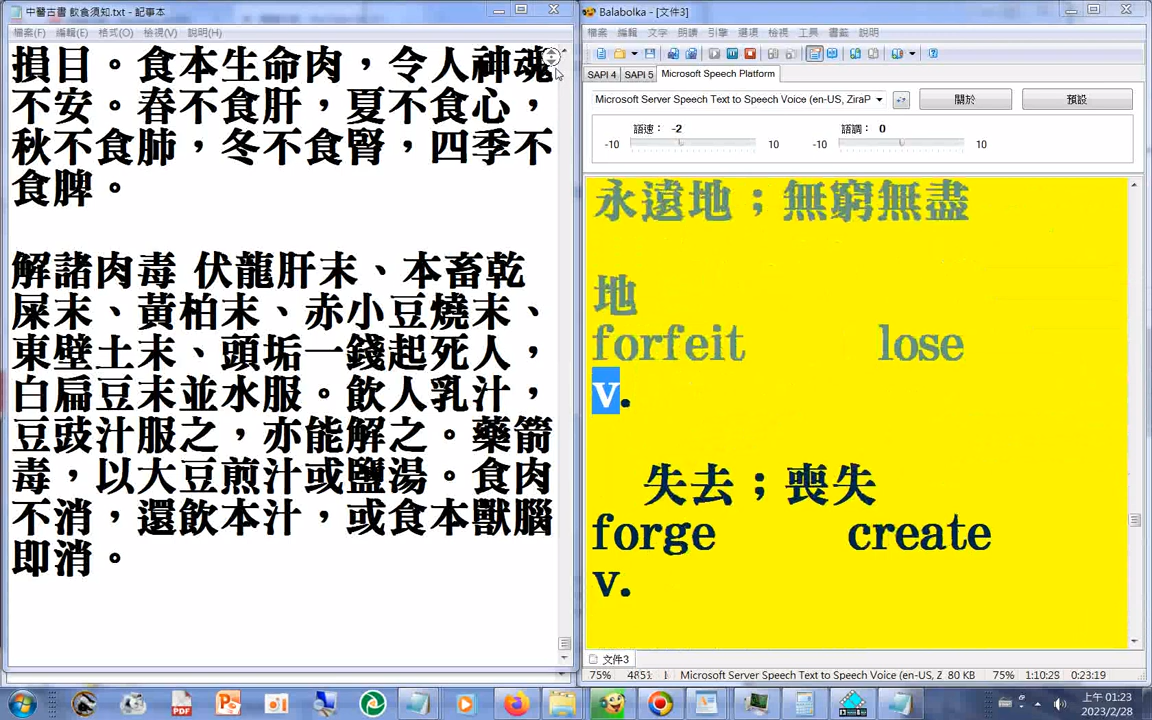 中醫古書 飲食須知.txt - 記事本
檔案(F) 編輯(E) 格式(O) 檢視(V) 說明(H)
損目。食本生命肉，令人神魂
不安。春不食肝，夏不食心，
秋不食肺，冬不食腎，四季不
食脾。
解諸肉毒 伏龍肝末、本畜乾
屎末、黃柏末、赤小豆燒末、
東壁土末、頭垢一錢起死人，
白扁豆末並水服。飲人乳汁，
豆豉汁服之，亦能解之。藥箭
毒，以大豆煎汁或鹽湯。食肉
不消，還飲本汁，或食本獸腦
即消。
Balabolka - [文件3]
檔案 編輯 文字 朗讀 引擎 選項 檢視 工具 書籤 說明
SAPI 4 SAPI 5 Microsoft Speech Platform
Microsoft Server Speech Text to Speech Voice (en-US, ZiraP 關於 預設
語速： -2 語調： 0
-10 10 -10 10
永遠地；無窮無盡
地
forfeit lose
v.
失去；喪失
forge create
v.
文件3
75% 4851 Microsoft Server Speech Text to Speech Voice (en-US, Z 80 KB 75% 1:10:28 0:23:19
PDF
上午 01:23
2023/2/28